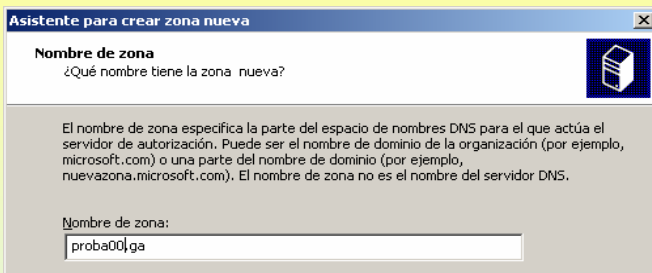 Asistente para crear zona nueva
Nombre de zona
¿Qué nombre tiene la zona nueva?
El nombre de zona especifica la parte del espacio de nombres DNS para el que actúa el
servidor de autorización. Puede ser el nombre de dominio de la organización (por ejemplo,
microsoft.com) o una parte del nombre de dominio (por ejemplo,
nuevazona.microsoft.com). El nombre de zona no es el nombre del servidor DNS.
Nombre de zona:
proba00.ga